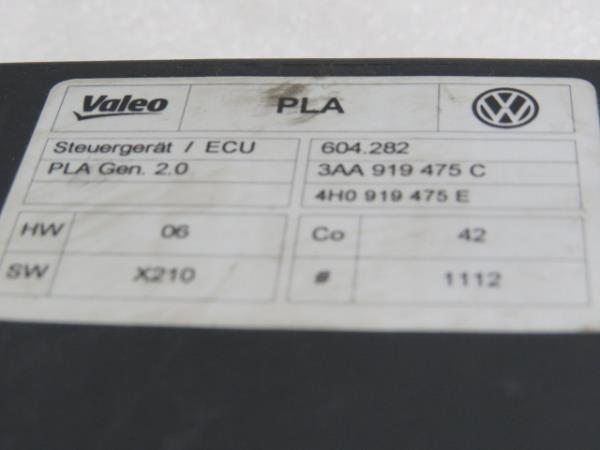 Valeo PLA
Steuergerät / ECU 604.282
PLA Gen. 2.0 3AA 919 475 C
4H0 919 475 E
HW 06 Co 42
SW X210 # 1112